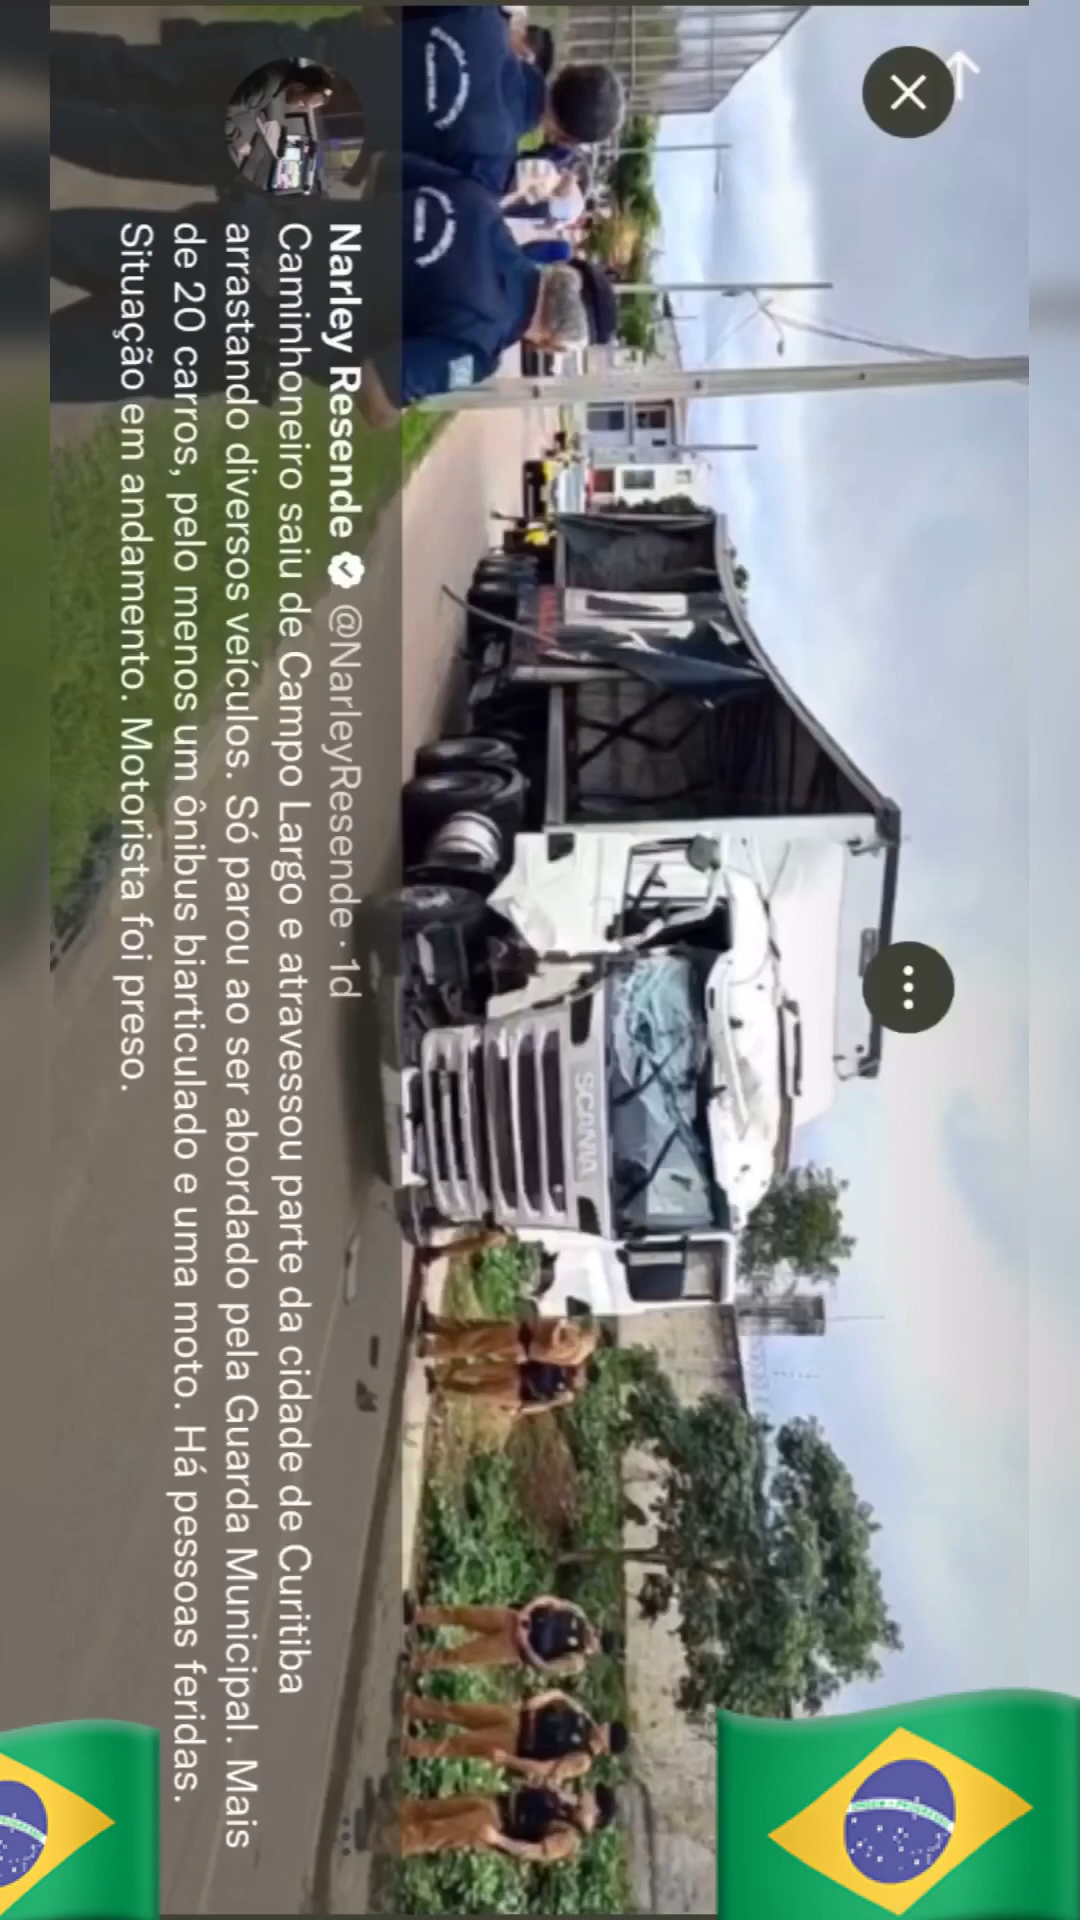 Narley Resende @NarleyResende · 1d
Caminhoneiro saiu de Campo Largo e atravessou parte da cidade de Curitiba
arrastando diversos veículos. Só parou ao ser abordado pela Guarda Municipal. Mais
de 20 carros, pelo menos um ônibus biarticulado e uma moto. Há pessoas feridas.
Situação em andamento. Motorista foi preso.
SCANIA